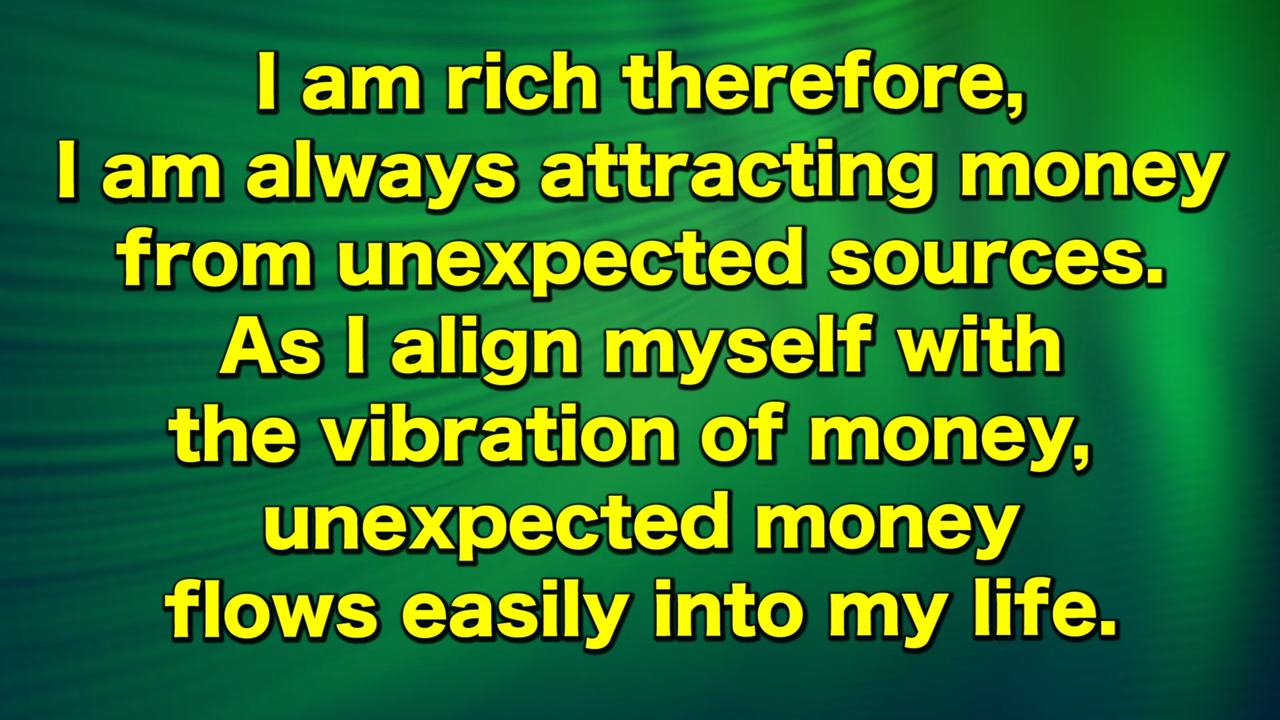 I am rich therefore,
I am always attracting money
from unexpected sources.
As I align myself with
the vibration of money,
unexpected money
flows easily into my life.